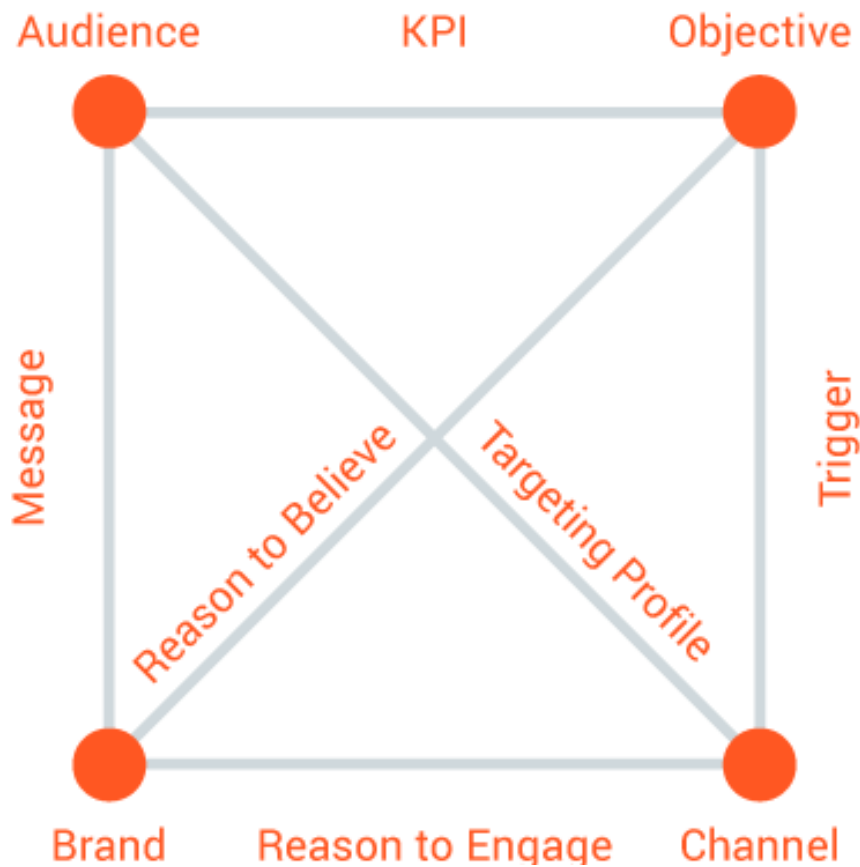 Audience
KPI
Objective
Message
Trigger
Reason to Believe
Targeting Profile
Brand
Reason to Engage
Channel